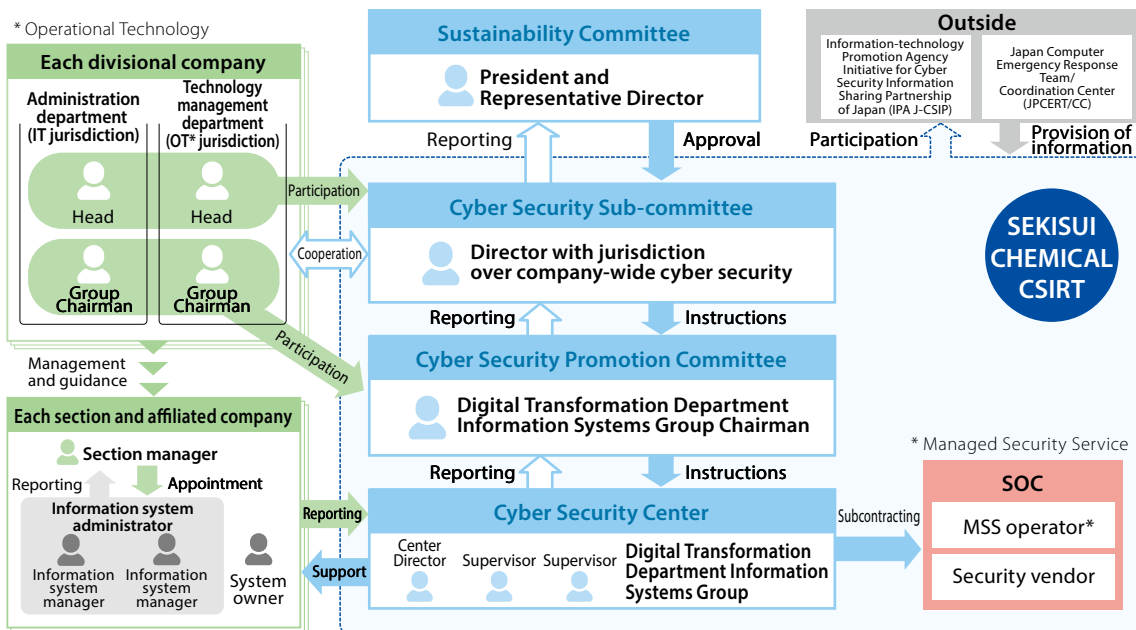 * Operational Technology
Each divisional company
Administration
department
(IT jurisdiction)
Technology
management
department
(OT* jurisdiction)
Head
Head
Group
Chairman
Group
Chairman
Participation
Cooperation
Participation
Management
and guidance
Each section and affiliated company
Section manager
Reporting
Appointment
Information system
administrator
Information
system
manager
Information
system
manager
System
owner
Reporting
Support
Sustainability Committee
President and
Representative Director
Reporting
Approval
Cyber Security Sub-committee
Director with jurisdiction
over company-wide cyber security
Reporting
Instructions
Cyber Security Promotion Committee
Digital Transformation Department
Information Systems Group Chairman
Reporting
Instructions
Cyber Security Center
Center
Director
Supervisor
Supervisor
Digital Transformation
Department Information
Systems Group
Outside
Information-technology
Promotion Agency
Initiative for Cyber
Security Information
Sharing Partnership
of Japan (IPA J-CSIP)
Japan Computer
Emergency Response
Team/
Coordination Center
(JPCERT/CC)
Participation
Provision of
information
SEKISUI
CHEMICAL
CSIRT
Subcontracting
* Managed Security Service
SOC
MSS operator*
Security vendor